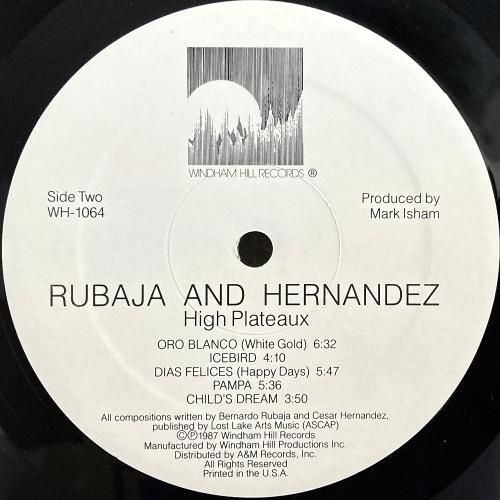 WINDHAM HILL RECORDS ®
Side Two
WH-1064
Produced by
Mark Isham
RUBAJA AND HERNANDEZ
High Plateaux
ORO BLANCO (White Gold) 6:32
ICEBIRD 4:10
DIAS FELICES (Happy Days) 5:47
PAMPA 5:36
CHILD'S DREAM 3:50
All compositions written by Bernardo Rubaja and Cesar Hernandez,
published by Lost Lake Arts Music (ASCAP)
©℗1987 Windham Hill Records
Manufactured by Windham Hill Productions Inc.
Distributed by A&M Records, Inc.
All Rights Reserved
Printed in the U.S.A.